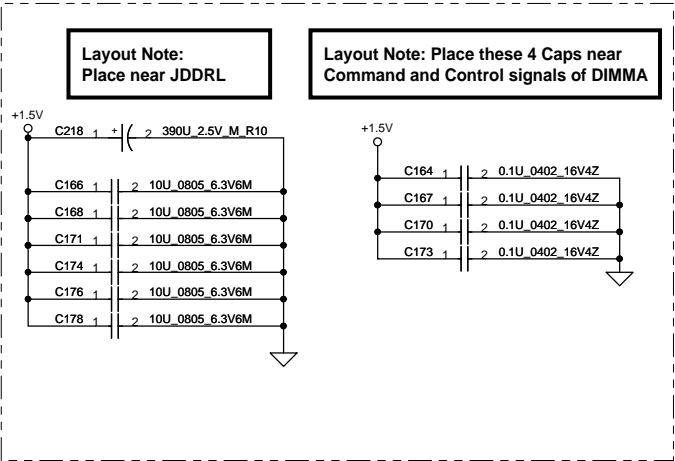 Layout Note:
Place near JDDRL
Layout Note: Place these 4 Caps near
Command and Control signals of DIMMA
+1.5V
C218 1 + 2 390U_2.5V_M_R10
C166 1 2 10U_0805_6.3V6M
C168 1 2 10U_0805_6.3V6M
C171 1 2 10U_0805_6.3V6M
C174 1 2 10U_0805_6.3V6M
C176 1 2 10U_0805_6.3V6M
C178 1 2 10U_0805_6.3V6M
+1.5V
C164 1 2 0.1U_0402_16V4Z
C167 1 2 0.1U_0402_16V4Z
C170 1 2 0.1U_0402_16V4Z
C173 1 2 0.1U_0402_16V4Z